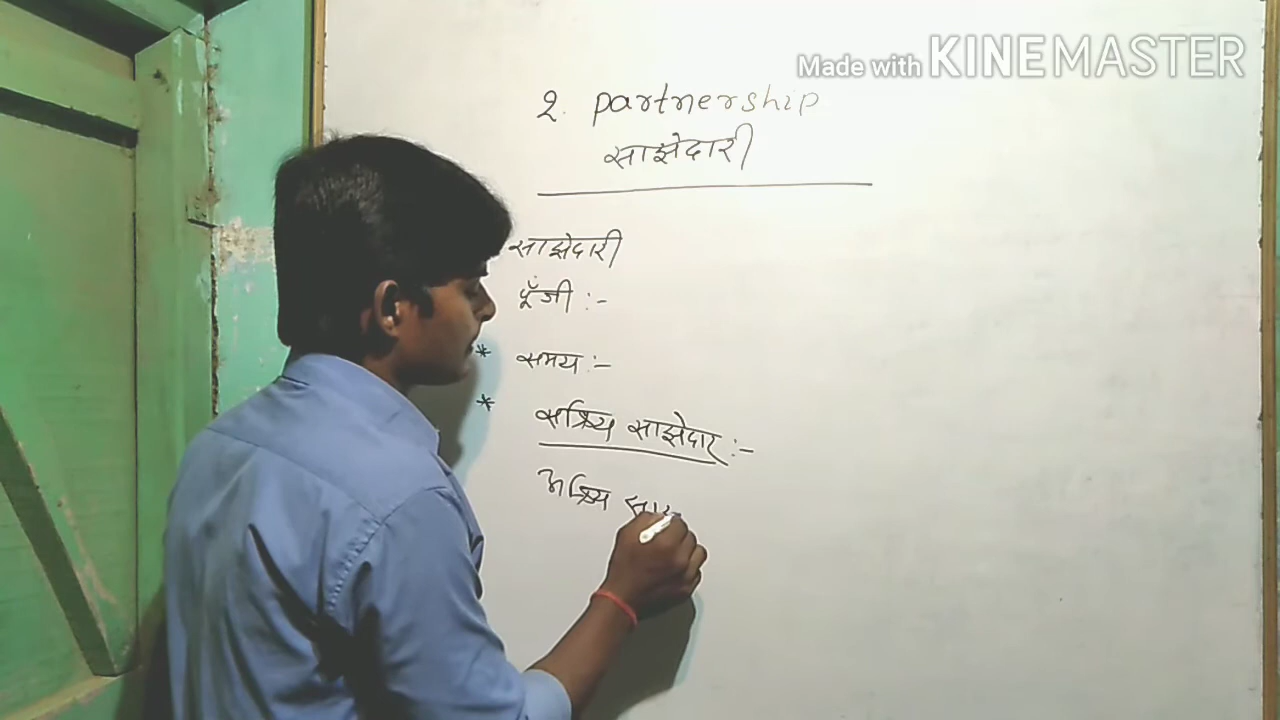 Made with KINEMASTER
2. partnership
साझेदारी
साझेदारी
पूँजी :-
* समय :-
* सक्रिय साझेदार :-
अक्रिय